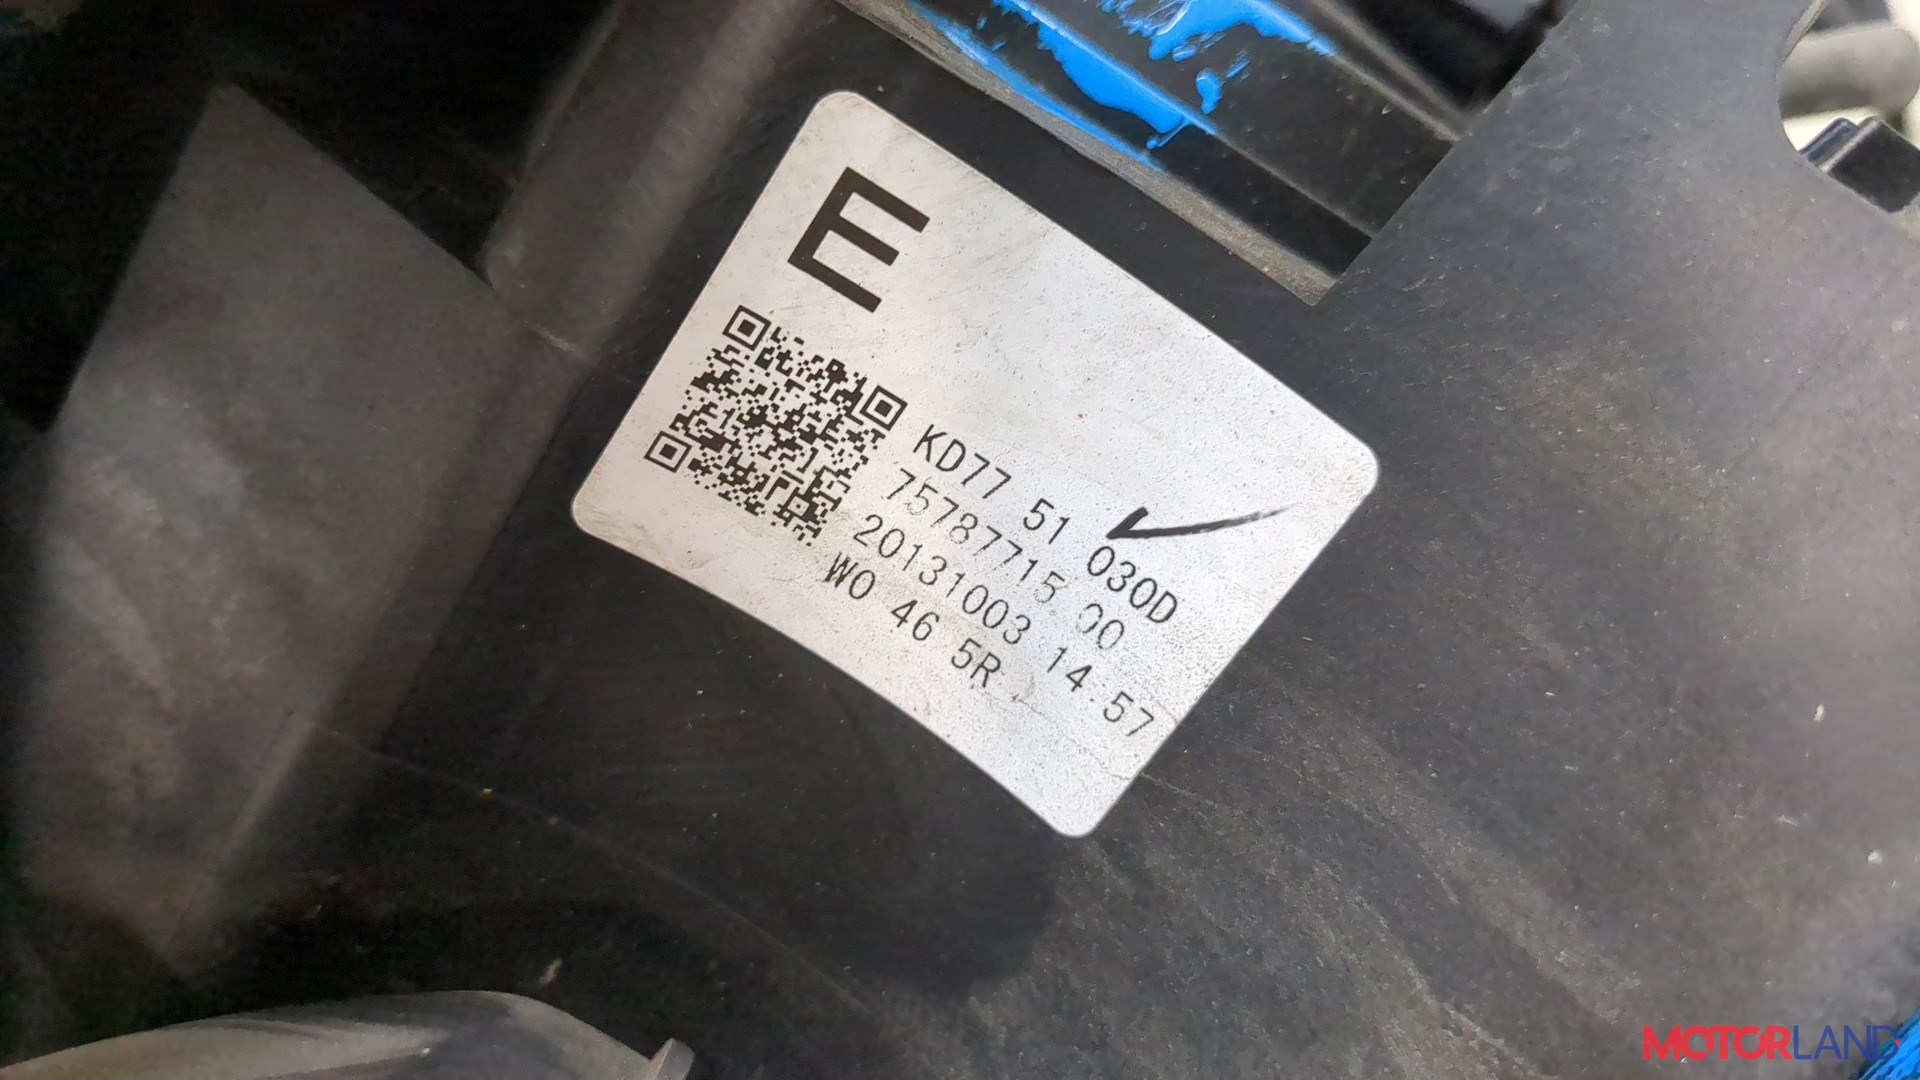 E
KD77 51 030D
75787715 00
20131003 14.57
W0 46 5R
MOTORLAND